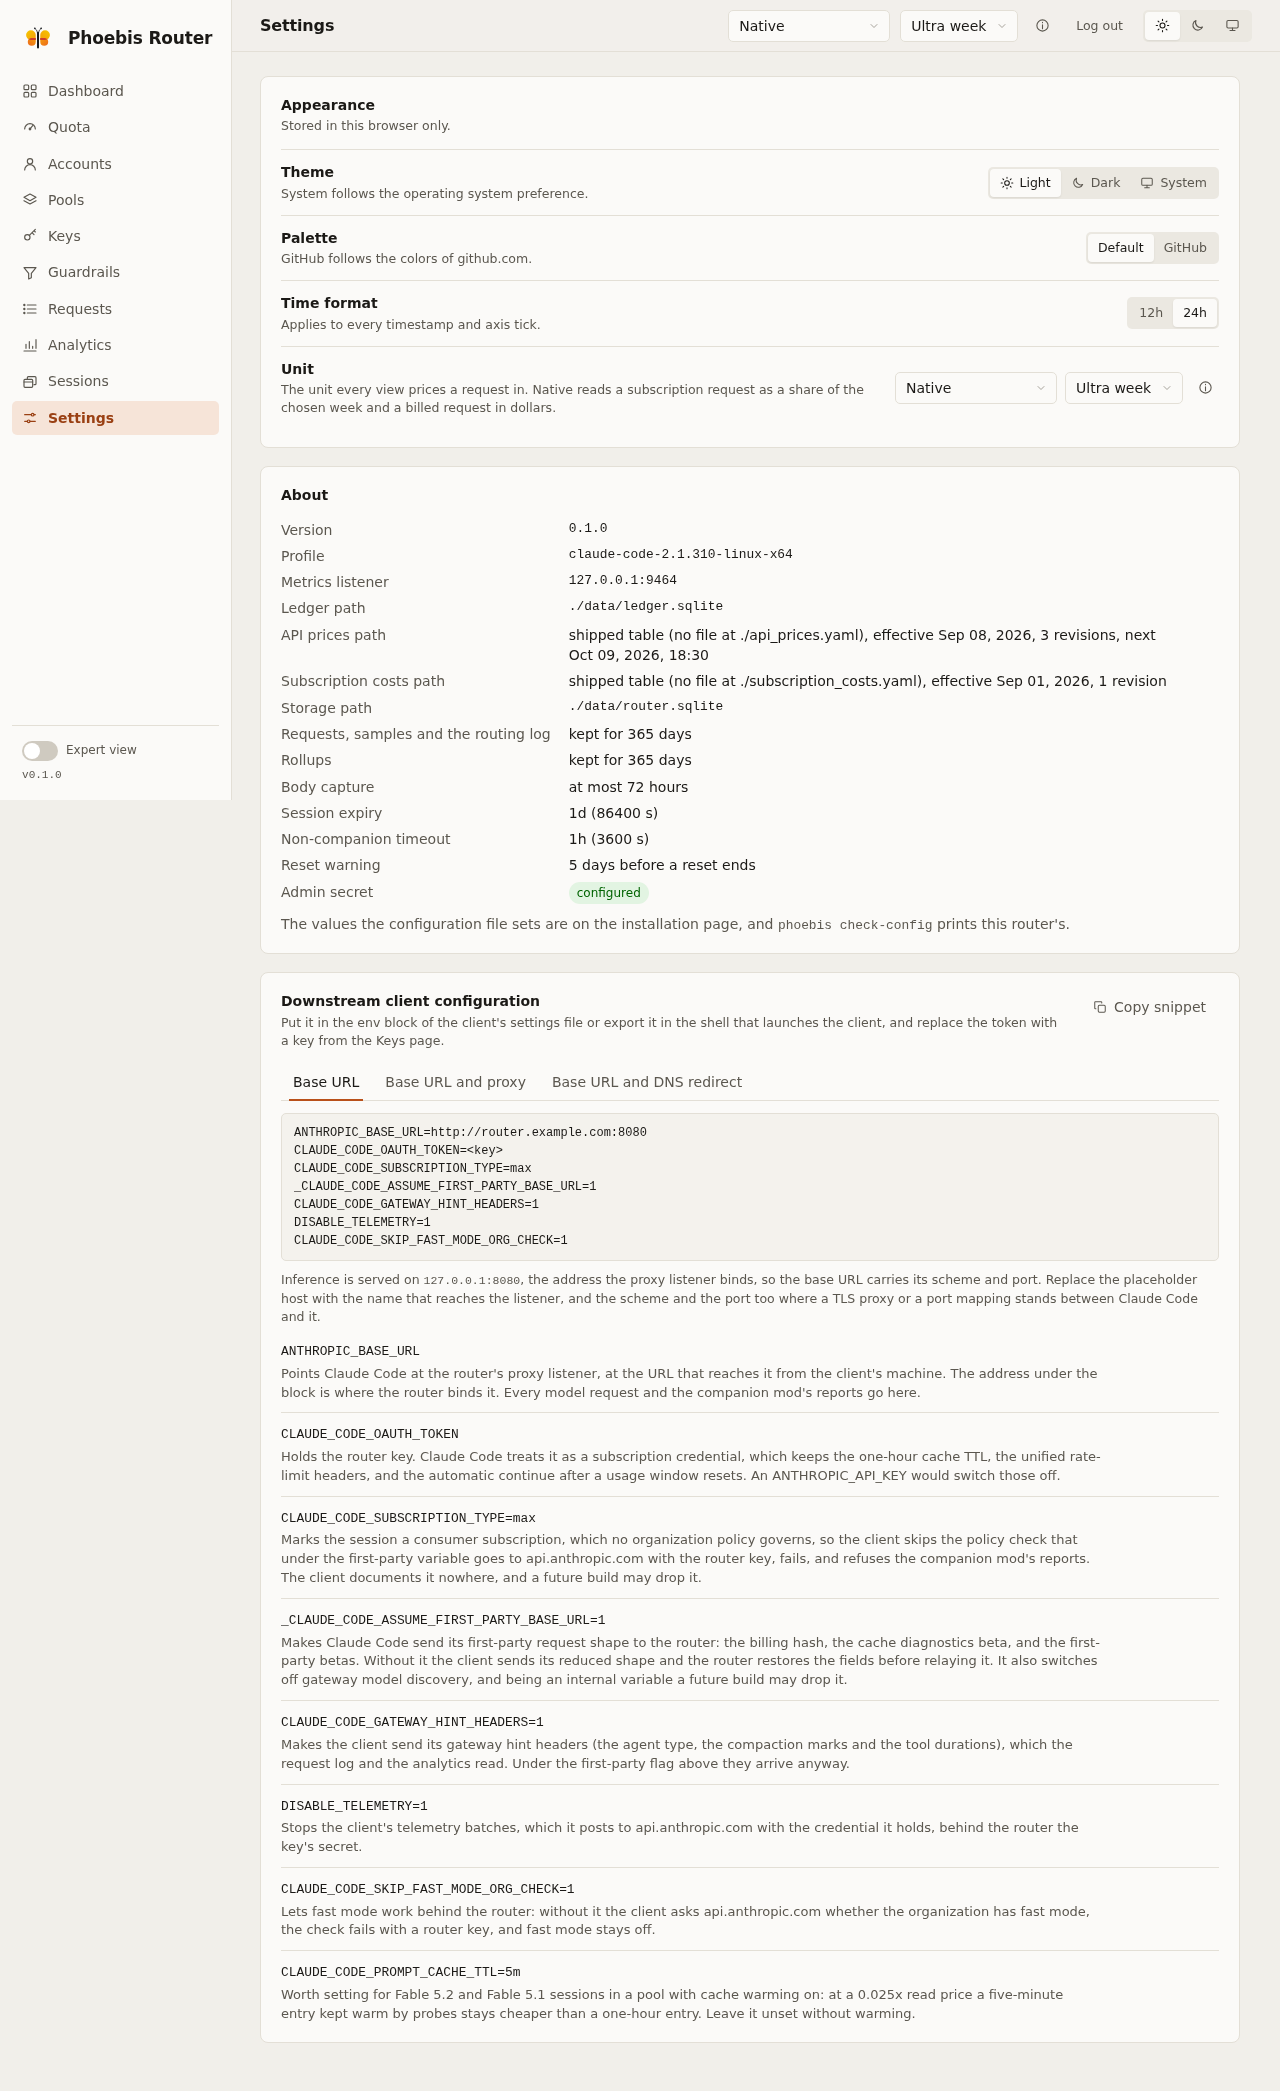 Phoebis Router
Dashboard
Quota
Accounts
Pools
Keys
Guardrails
Requests
Analytics
Sessions
Settings
Expert view
v0.1.0
Settings
Native
Ultra week
Log out
Appearance
Stored in this browser only.
Theme
System follows the operating system preference.
Light
Dark
System
Palette
GitHub follows the colors of github.com.
Default
GitHub
Time format
Applies to every timestamp and axis tick.
12h
24h
Unit
The unit every view prices a request in. Native reads a subscription request as a share of the
chosen week and a billed request in dollars.
Native
Ultra week
About
Version 0.1.0
Profile claude-code-2.1.310-linux-x64
Metrics listener 127.0.0.1:9464
Ledger path ./data/ledger.sqlite
API prices path shipped table (no file at ./api_prices.yaml), effective Sep 08, 2026, 3 revisions, next
Oct 09, 2026, 18:30
Subscription costs path shipped table (no file at ./subscription_costs.yaml), effective Sep 01, 2026, 1 revision
Storage path ./data/router.sqlite
Requests, samples and the routing log kept for 365 days
Rollups kept for 365 days
Body capture at most 72 hours
Session expiry 1d (86400 s)
Non-companion timeout 1h (3600 s)
Reset warning 5 days before a reset ends
Admin secret configured
The values the configuration file sets are on the installation page, and phoebis check-config prints this router's.
Downstream client configuration
Put it in the env block of the client's settings file or export it in the shell that launches the client, and replace the token with
a key from the Keys page.
Copy snippet
Base URL
Base URL and proxy
Base URL and DNS redirect
ANTHROPIC_BASE_URL=http://router.example.com:8080
CLAUDE_CODE_OAUTH_TOKEN=<key>
CLAUDE_CODE_SUBSCRIPTION_TYPE=max
_CLAUDE_CODE_ASSUME_FIRST_PARTY_BASE_URL=1
CLAUDE_CODE_GATEWAY_HINT_HEADERS=1
DISABLE_TELEMETRY=1
CLAUDE_CODE_SKIP_FAST_MODE_ORG_CHECK=1
Inference is served on 127.0.0.1:8080, the address the proxy listener binds, so the base URL carries its scheme and port. Replace the placeholder
host with the name that reaches the listener, and the scheme and the port too where a TLS proxy or a port mapping stands between Claude Code
and it.
ANTHROPIC_BASE_URL
Points Claude Code at the router's proxy listener, at the URL that reaches it from the client's machine. The address under the
block is where the router binds it. Every model request and the companion mod's reports go here.
CLAUDE_CODE_OAUTH_TOKEN
Holds the router key. Claude Code treats it as a subscription credential, which keeps the one-hour cache TTL, the unified rate-
limit headers, and the automatic continue after a usage window resets. An ANTHROPIC_API_KEY would switch those off.
CLAUDE_CODE_SUBSCRIPTION_TYPE=max
Marks the session a consumer subscription, which no organization policy governs, so the client skips the policy check that
under the first-party variable goes to api.anthropic.com with the router key, fails, and refuses the companion mod's reports.
The client documents it nowhere, and a future build may drop it.
_CLAUDE_CODE_ASSUME_FIRST_PARTY_BASE_URL=1
Makes Claude Code send its first-party request shape to the router: the billing hash, the cache diagnostics beta, and the first-
party betas. Without it the client sends its reduced shape and the router restores the fields before relaying it. It also switches
off gateway model discovery, and being an internal variable a future build may drop it.
CLAUDE_CODE_GATEWAY_HINT_HEADERS=1
Makes the client send its gateway hint headers (the agent type, the compaction marks and the tool durations), which the
request log and the analytics read. Under the first-party flag above they arrive anyway.
DISABLE_TELEMETRY=1
Stops the client's telemetry batches, which it posts to api.anthropic.com with the credential it holds, behind the router the
key's secret.
CLAUDE_CODE_SKIP_FAST_MODE_ORG_CHECK=1
Lets fast mode work behind the router: without it the client asks api.anthropic.com whether the organization has fast mode,
the check fails with a router key, and fast mode stays off.
CLAUDE_CODE_PROMPT_CACHE_TTL=5m
Worth setting for Fable 5.2 and Fable 5.1 sessions in a pool with cache warming on: at a 0.025x read price a five-minute
entry kept warm by probes stays cheaper than a one-hour entry. Leave it unset without warming.